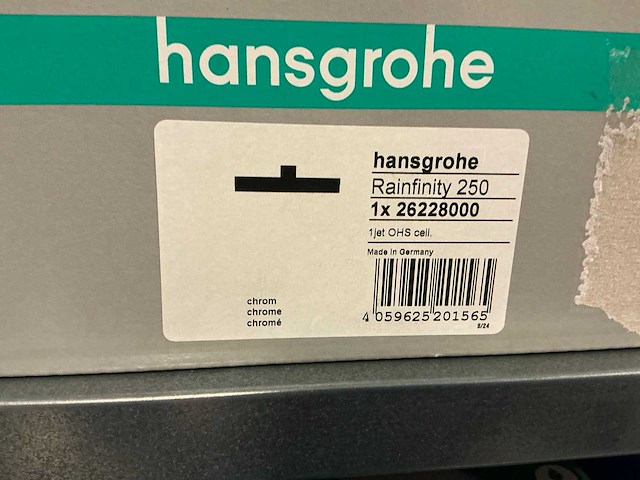 hansgrohe
hansgrohe
Rainfinity 250
1x 26228000
1jet OHS ceil.
Made in Germany
chrom
chrome
chromé
4 059625 201565
8/24